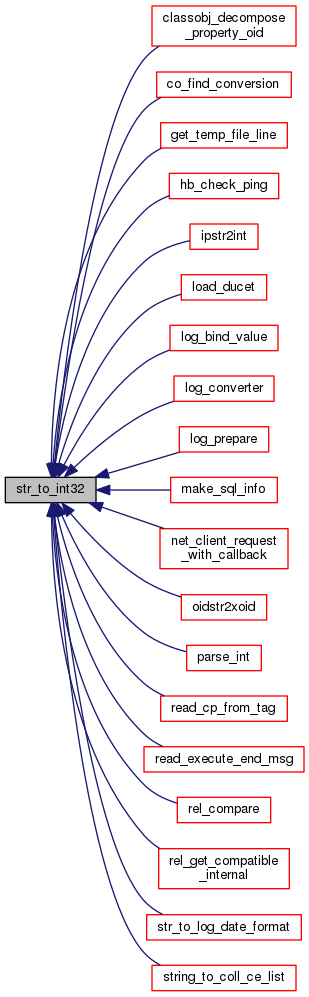 classobj_decompose
_property_oid
co_find_conversion
get_temp_file_line
hb_check_ping
ipstr2int
load_ducet
log_bind_value
log_converter
log_prepare
str_to_int32
make_sql_info
net_client_request
_with_callback
oidstr2xoid
parse_int
read_cp_from_tag
read_execute_end_msg
rel_compare
rel_get_compatible
_internal
str_to_log_date_format
string_to_coll_ce_list